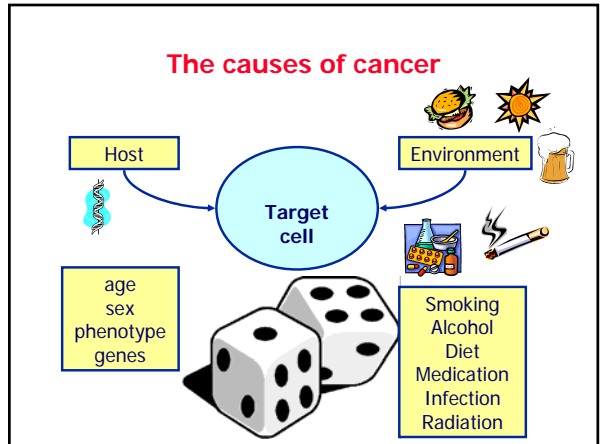 The causes of cancer
Host
Environment
Target
cell
age
sex
phenotype
genes
Smoking
Alcohol
Diet
Medication
Infection
Radiation